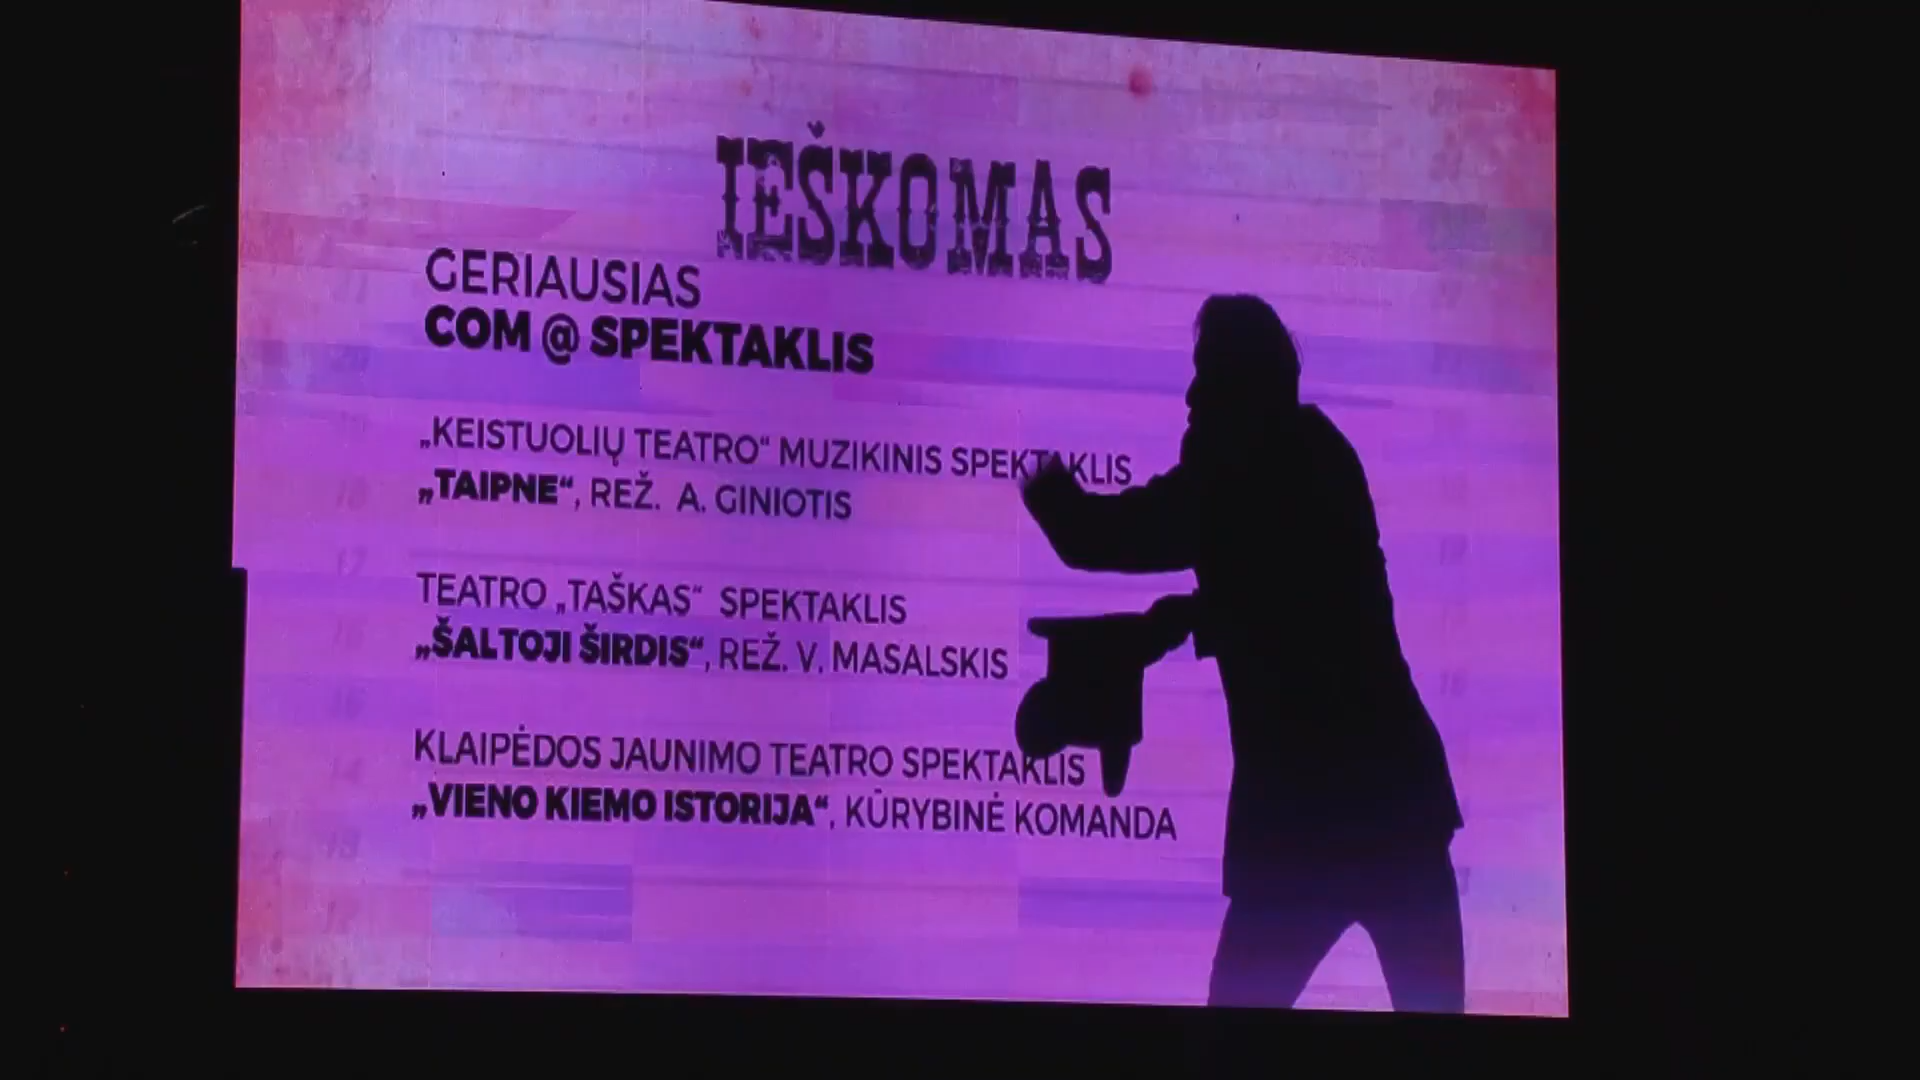 IEŠKOMAS
GERIAUSIAS
COM @ SPEKTAKLIS
„KEISTUOLIŲ TEATRO“ MUZIKINIS SPEKTAKLIS
„TAIPNE“, REŽ. A. GINIOTIS
TEATRO „TAŠKAS“ SPEKTAKLIS
„ŠALTOJI ŠIRDIS“, REŽ. V. MASALSKIS
KLAIPĖDOS JAUNIMO TEATRO SPEKTAKLIS
„VIENO KIEMO ISTORIJA“, KŪRYBINĖ KOMANDA